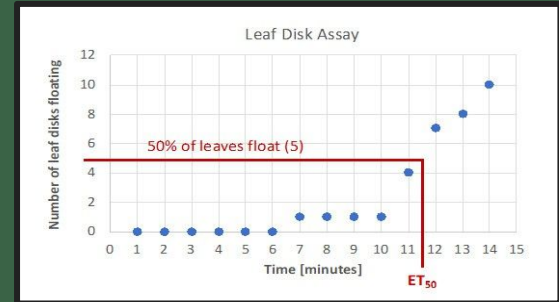 Leaf Disk Assay
Number of leaf disks floating
12
10
8
6
4
2
0
50% of leaves float (5)
0 1 2 3 4 5 6 7 8 9 10 11 12 13 14 15
Time [minutes]
ET50